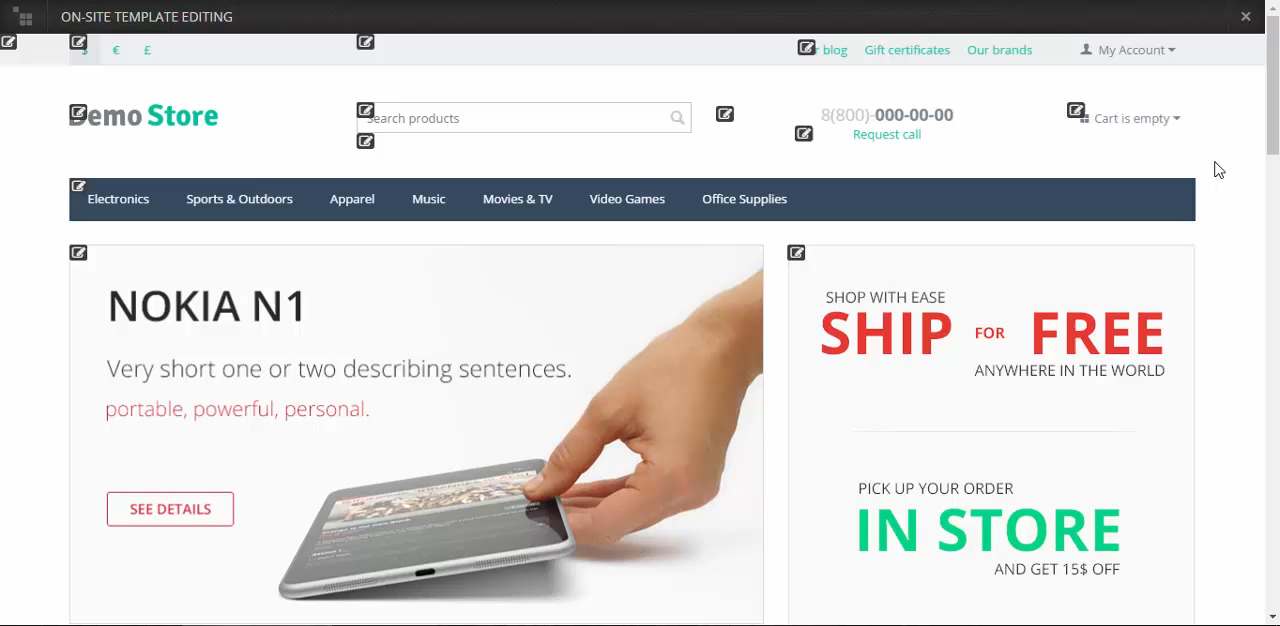 ON-SITE TEMPLATE EDITING
€ £
blog Gift certificates Our brands My Account
Demo Store
Search products
8(800)-000-00-00
Request call
Cart is empty
Electronics Sports & Outdoors Apparel Music Movies & TV Video Games Office Supplies
NOKIA N1
Very short one or two describing sentences.
portable, powerful, personal.
SEE DETAILS
SHOP WITH EASE
SHIP FOR FREE
ANYWHERE IN THE WORLD
PICK UP YOUR ORDER
IN STORE
AND GET 15$ OFF